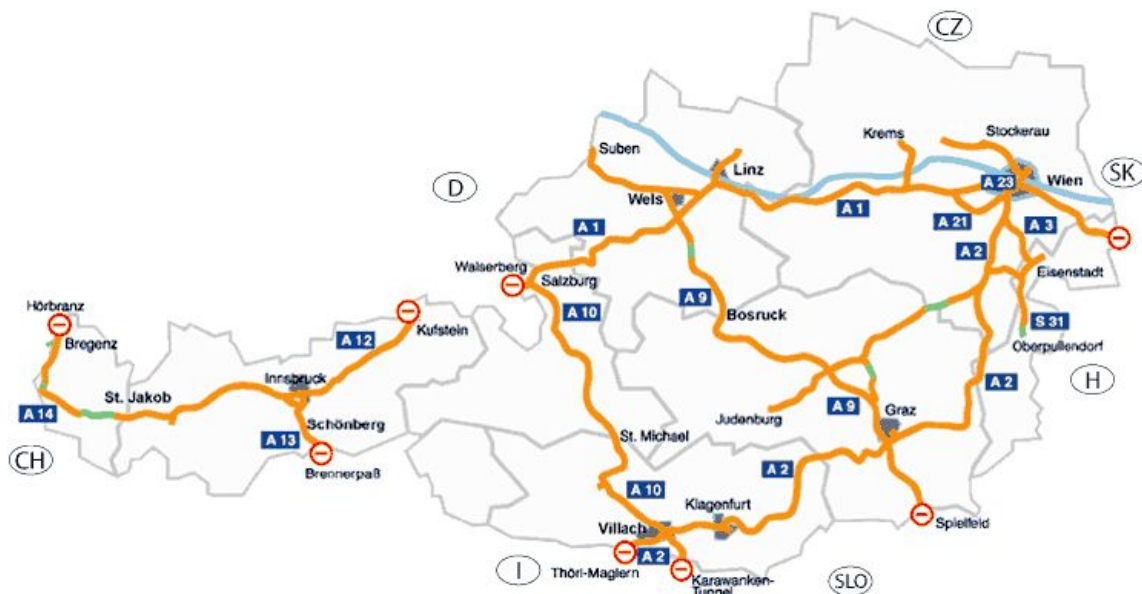 CZ
Krems
Stockerau
Suben
Linz
SK
A 23
Wien
D
Wels
A 1
A 21
A 3
A 1
A 2
Walserberg
Salzburg
Eisenstadt
Hörbranz
A 9
A 10
Bosruck
Kufstein
S 31
Bregenz
A 12
Oberpullendorf
Innsbruck
H
St. Jakob
A 2
A 14
A 9
Graz
Schönberg
Judenburg
A 13
St. Michael
CH
Brennerpaß
A 2
A 10
Klagenfurt
Villach
Spielfeld
A 2
I
Thörl-Maglern
Karawanken-
Tunnel
SLO